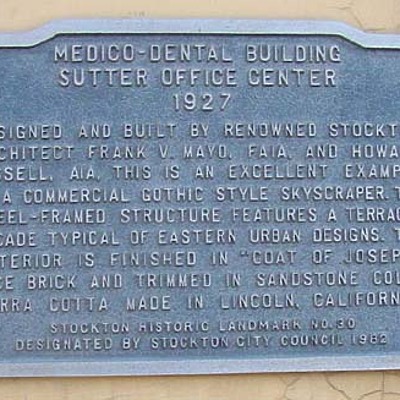 MEDICO-DENTAL BUILDING
SUTTER OFFICE CENTER
1927
SIGNED AND BUILT BY RENOWNED STOCKT
CHITECT FRANK V. MAYO, FAIA, AND HOWA
SSELL, AIA, THIS IS AN EXCELLENT EXAMP
A COMMERCIAL GOTHIC STYLE SKYSCRAPER. T
EEL-FRAMED STRUCTURE FEATURES A TERRAC
CADE TYPICAL OF EASTERN URBAN DESIGNS. T
TERIOR IS FINISHED IN "COAT OF JOSEP
CE BRICK AND TRIMMED IN SANDSTONE COL
RRA COTTA MADE IN LINCOLN, CALIFORN
STOCKTON HISTORIC LANDMARK NO. 30
DESIGNATED BY STOCKTON CITY COUNCIL 1982